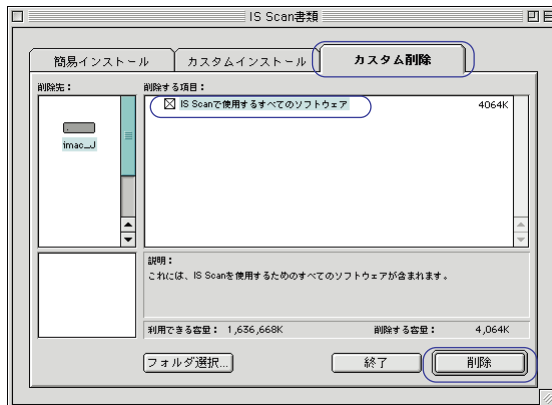 IS Scan書類
簡易インストール
カスタムインストール
カスタム削除
削除先：
imac_J
削除する項目：
IS Scanで使用するすべてのソフトウェア 4064K
説明：
これには、IS Scanを使用するためのすべてのソフトウェアが含まれます。
利用できる容量： 1,636,668K 削除する容量： 4,064K
フォルダ選択... 終了 削除